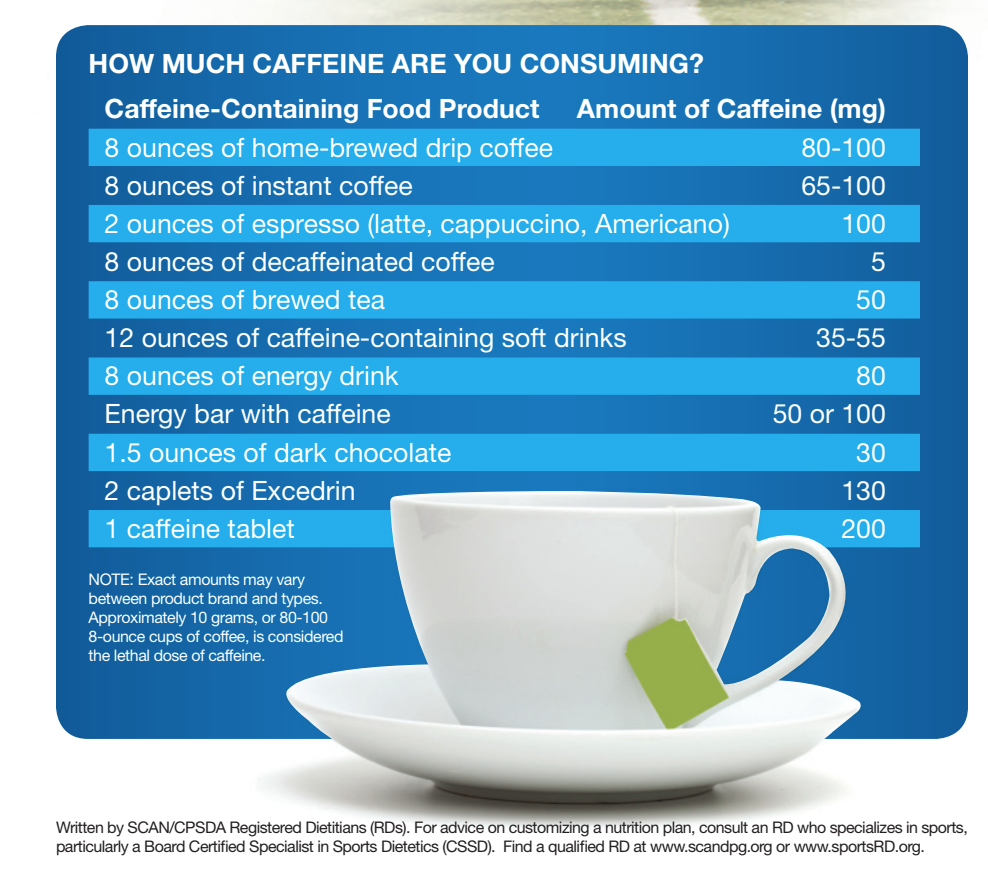 HOW MUCH CAFFEINE ARE YOU CONSUMING?
Caffeine-Containing Food Product Amount of Caffeine (mg)
8 ounces of home-brewed drip coffee 80-100
8 ounces of instant coffee 65-100
2 ounces of espresso (latte, cappuccino, Americano) 100
8 ounces of decaffeinated coffee 5
8 ounces of brewed tea 50
12 ounces of caffeine-containing soft drinks 35-55
8 ounces of energy drink 80
Energy bar with caffeine 50 or 100
1.5 ounces of dark chocolate 30
2 caplets of Excedrin 130
1 caffeine tablet 200
NOTE: Exact amounts may vary
between product brand and types.
Approximately 10 grams, or 80-100
8-ounce cups of coffee, is considered
the lethal dose of caffeine.
Written by SCAN/CPSDA Registered Dietitians (RDs). For advice on customizing a nutrition plan, consult an RD who specializes in sports,
particularly a Board Certified Specialist in Sports Dietetics (CSSD). Find a qualified RD at www.scandpg.org or www.sportsRD.org.